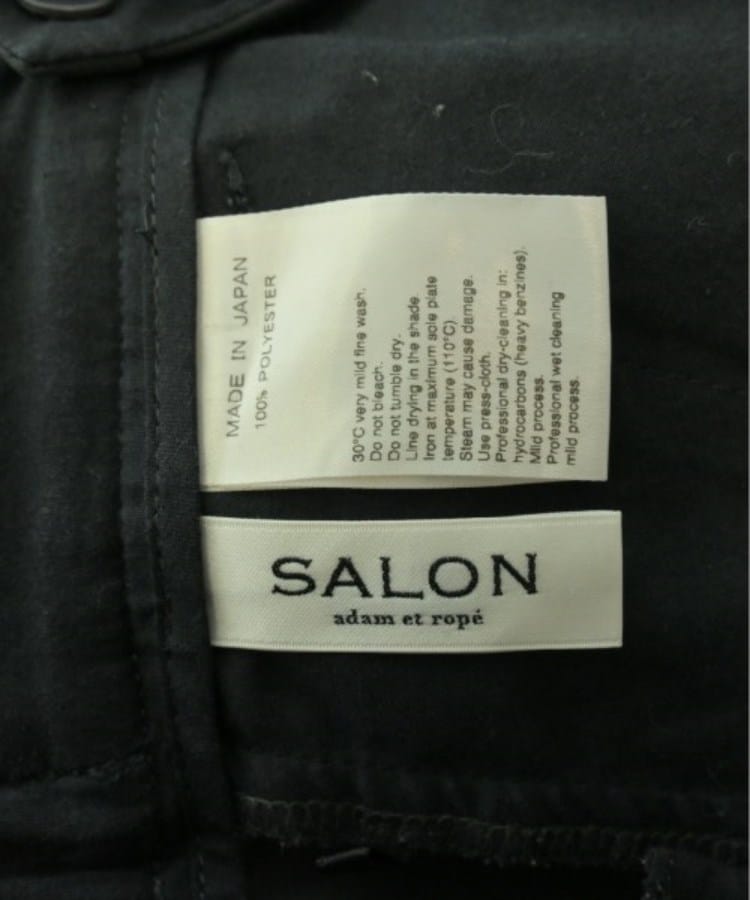 MADE IN JAPAN
100% POLYESTER
30°C very mild fine wash.
Do not bleach.
Do not tumble dry.
Line drying in the shade.
Iron at maximum sole plate
temperature (110°C).
Steam may cause damage.
Use press-cloth.
Professional dry-cleaning in:
hydrocarbons (heavy benzines).
Mild process.
Professional wet cleaning
mild process.
SALON
adam et ropé